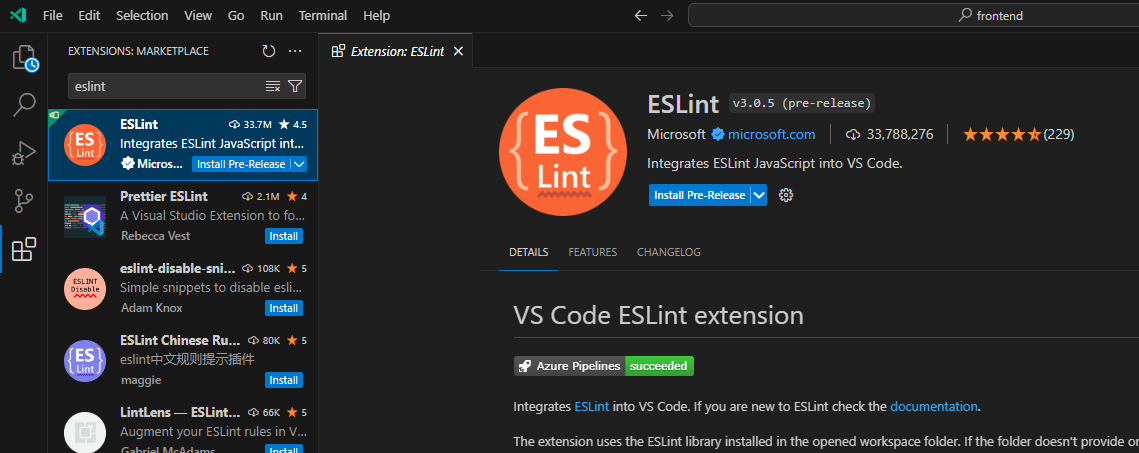 File Edit Selection View Go Run Terminal Help
frontend
EXTENSIONS: MARKETPLACE
eslint
ESLint 33.7M 4.5
Integrates ESLint JavaScript int...
Micros... Install Pre-Release
Prettier ESLint 2.1M 4
A Visual Studio Extension to fo...
Rebecca Vest Install
ESLINT
Disable
eslint-disable-sni... 108K 5
Simple snippets to disable esli...
Adam Knox Install
ES
Lint
ESLint Chinese Ru... 80K 5
eslint中文规则提示插件
maggie Install
LintLens — ESLint... 66K 5
Augment your ESLint rules in V...
Gabriel McAdams Install
Extension: ESLint
{ES}
Lint
ESLint v3.0.5 (pre-release)
Microsoft microsoft.com 33,788,276 (229)
Integrates ESLint JavaScript into VS Code.
Install Pre-Release
DETAILS FEATURES CHANGELOG
VS Code ESLint extension
Azure Pipelines succeeded
Integrates ESLint into VS Code. If you are new to ESLint check the documentation.
The extension uses the ESLint library installed in the opened workspace folder. If the folder doesn't provide or